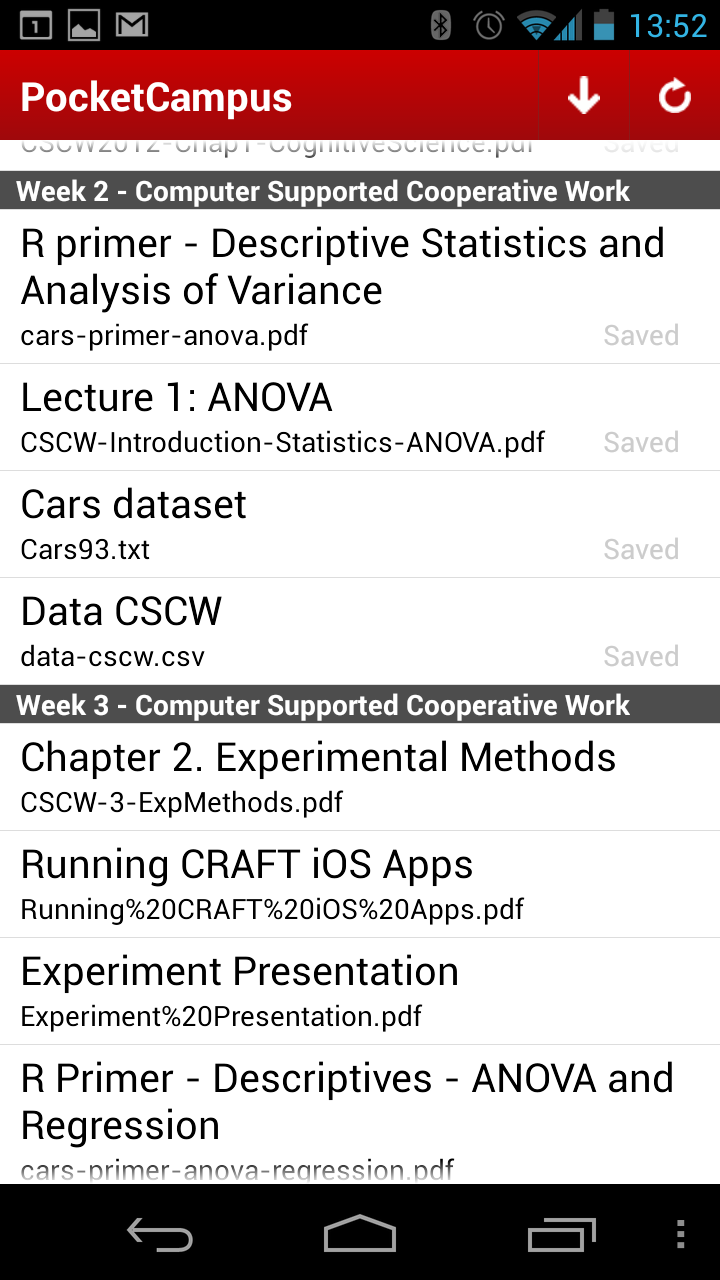 1
13:52
PocketCampus
CSCW2012-Chap1-CognitiveScience.pdf Saved
Week 2 - Computer Supported Cooperative Work
R primer - Descriptive Statistics and
Analysis of Variance
cars-primer-anova.pdf Saved
Lecture 1: ANOVA
CSCW-Introduction-Statistics-ANOVA.pdf Saved
Cars dataset
Cars93.txt Saved
Data CSCW
data-cscw.csv Saved
Week 3 - Computer Supported Cooperative Work
Chapter 2. Experimental Methods
CSCW-3-ExpMethods.pdf
Running CRAFT iOS Apps
Running%20CRAFT%20iOS%20Apps.pdf
Experiment Presentation
Experiment%20Presentation.pdf
R Primer - Descriptives - ANOVA and
Regression
cars-primer-anova-regression.pdf